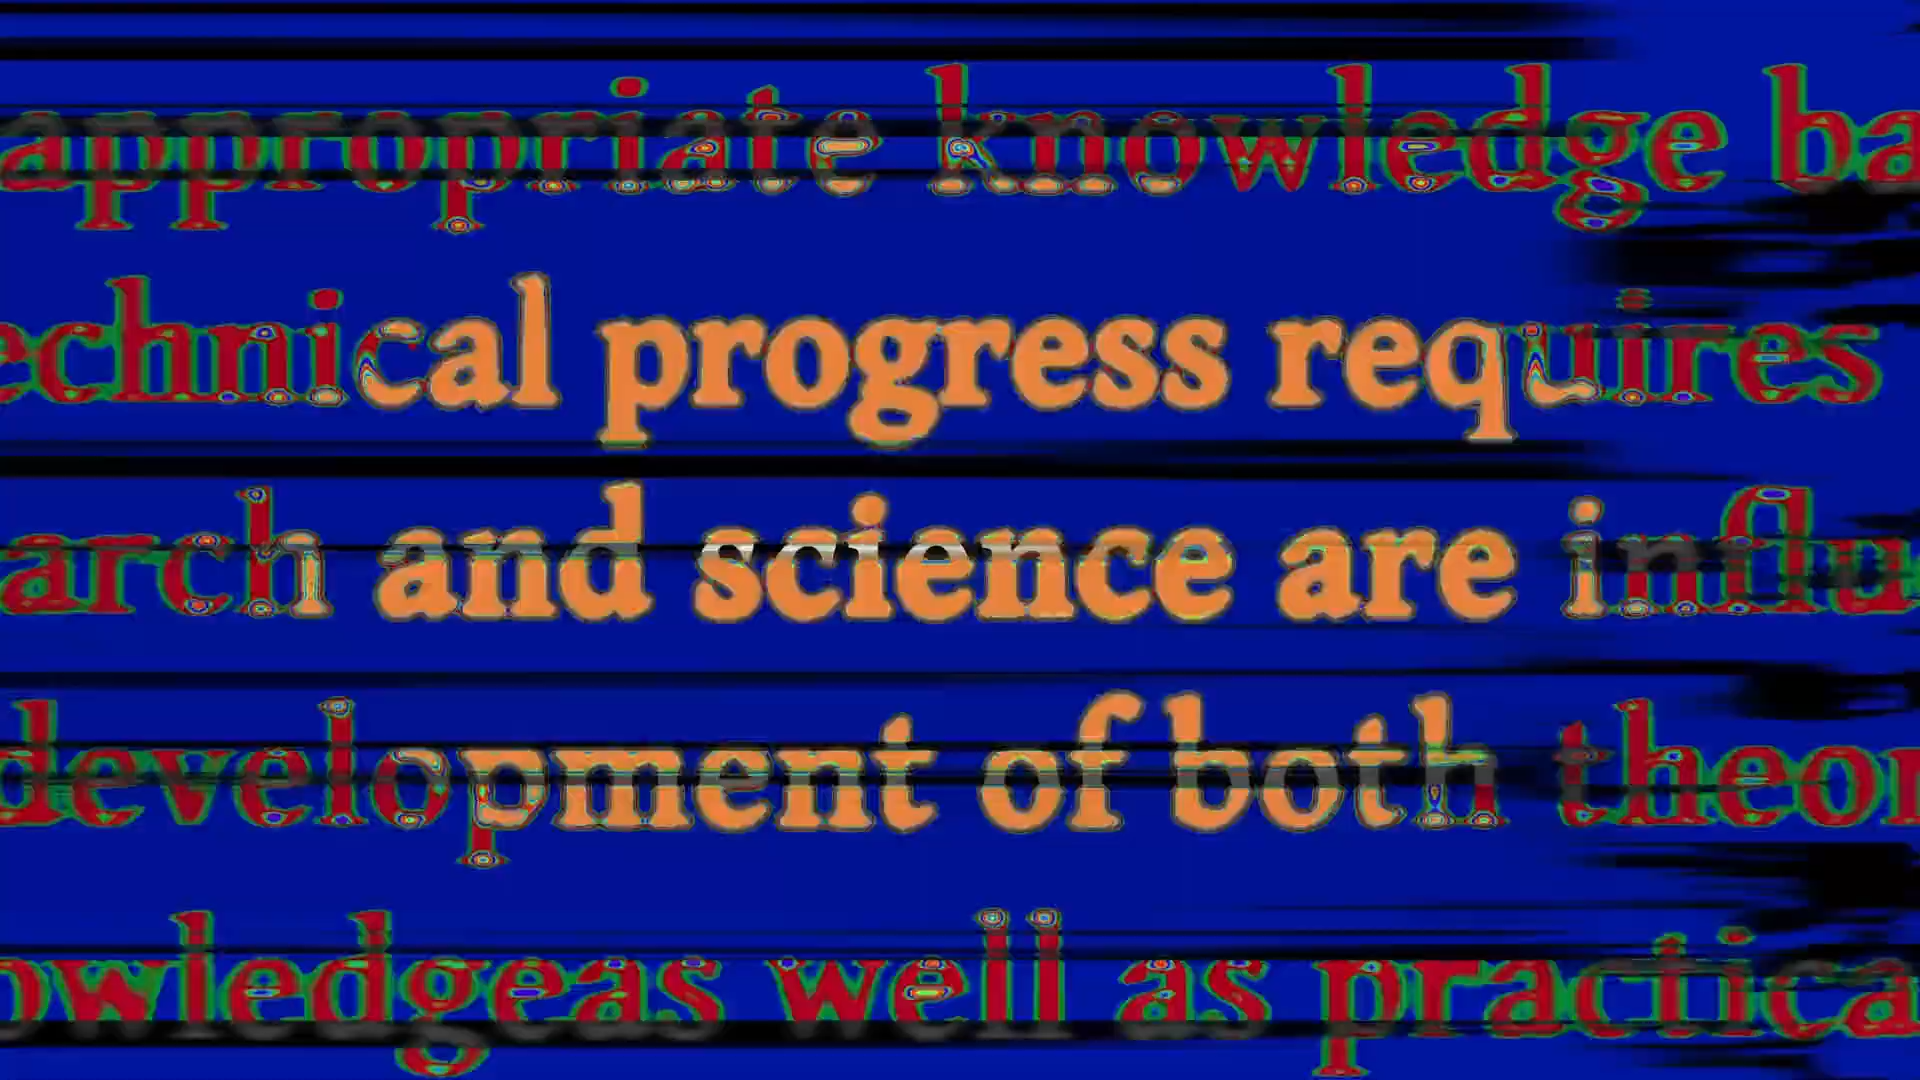 appropriate knowledge ba
echnical progress requires
arch and science are influ
development of both theor
owledgeas well as practica